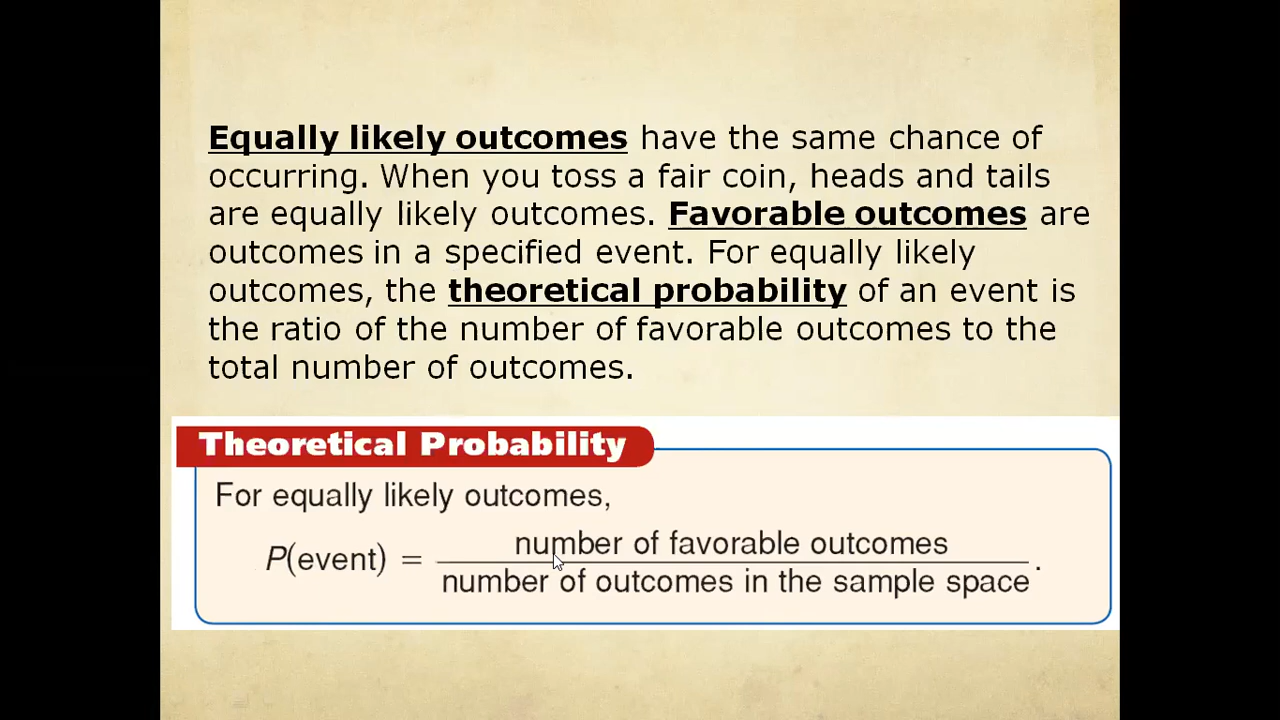 Equally likely outcomes have the same chance of
occurring. When you toss a fair coin, heads and tails
are equally likely outcomes. Favorable outcomes are
outcomes in a specified event. For equally likely
outcomes, the theoretical probability of an event is
the ratio of the number of favorable outcomes to the
total number of outcomes.
Theoretical Probability
For equally likely outcomes,
P(event) = number of favorable outcomes
number of outcomes in the sample space.